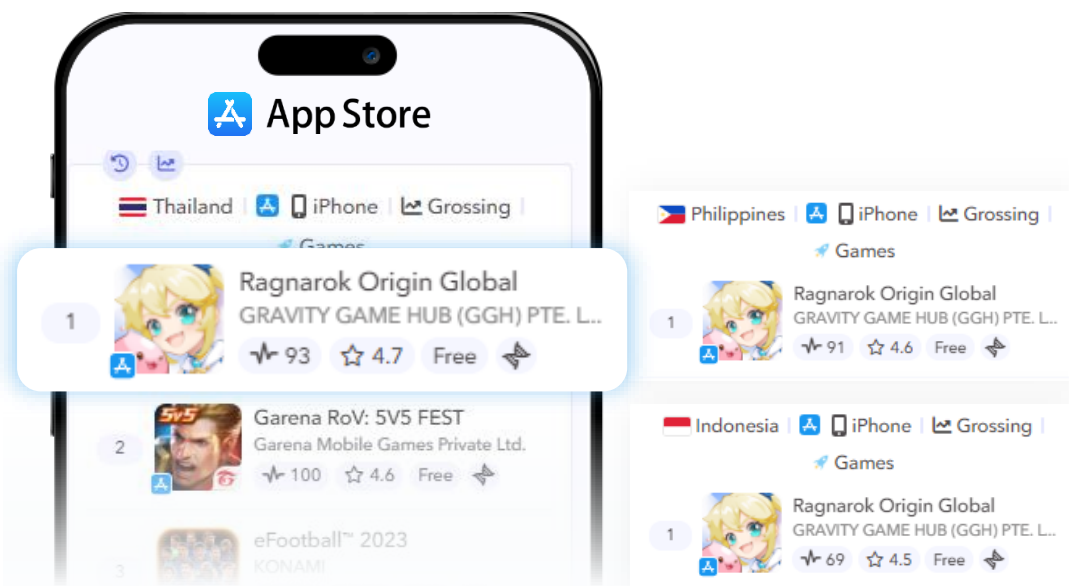 App Store
Thailand iPhone Grossing
Games
1
Ragnarok Origin Global
GRAVITY GAME HUB (GGH) PTE. L...
93 4.7 Free
5v5
2
Garena RoV: 5V5 FEST
Garena Mobile Games Private Ltd.
100 4.6 Free
3
eFootball™ 2023
KONAMI
Philippines iPhone Grossing
Games
1
Ragnarok Origin Global
GRAVITY GAME HUB (GGH) PTE. L...
91 4.6 Free
Indonesia iPhone Grossing
Games
1
Ragnarok Origin Global
GRAVITY GAME HUB (GGH) PTE. L...
69 4.5 Free